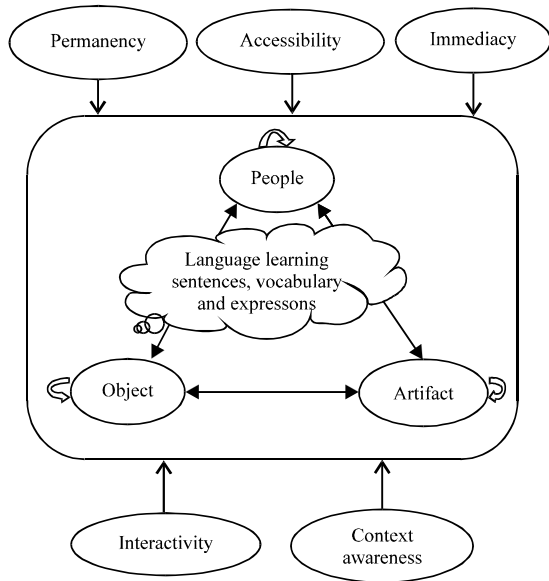 Permanency
Accessibility
Immediacy
People
Language learning
sentences, vocabulary
and expressons
Object
Artifact
Interactivity
Context
awareness